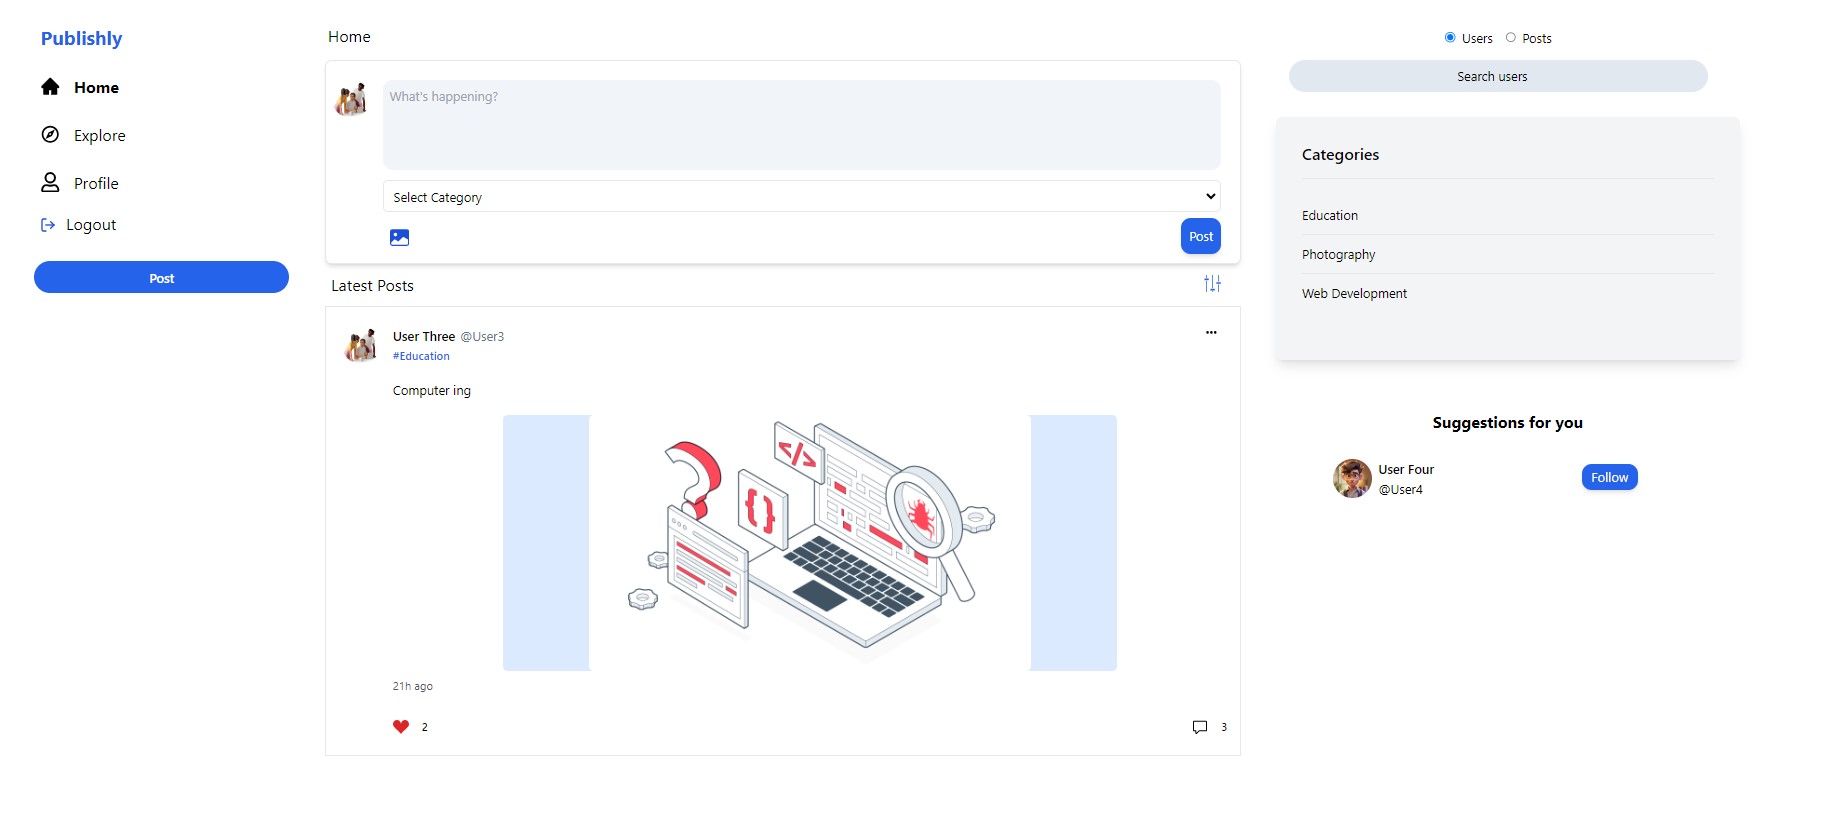 Publishly
Home
Explore
Profile
Logout
Post
Home
What's happening?
Select Category
Post
Latest Posts
User Three @User3
#Education
Computer ing
</>
{}
21h ago
2
3
Users Posts
Search users
Categories
Education
Photography
Web Development
Suggestions for you
User Four
@User4
Follow